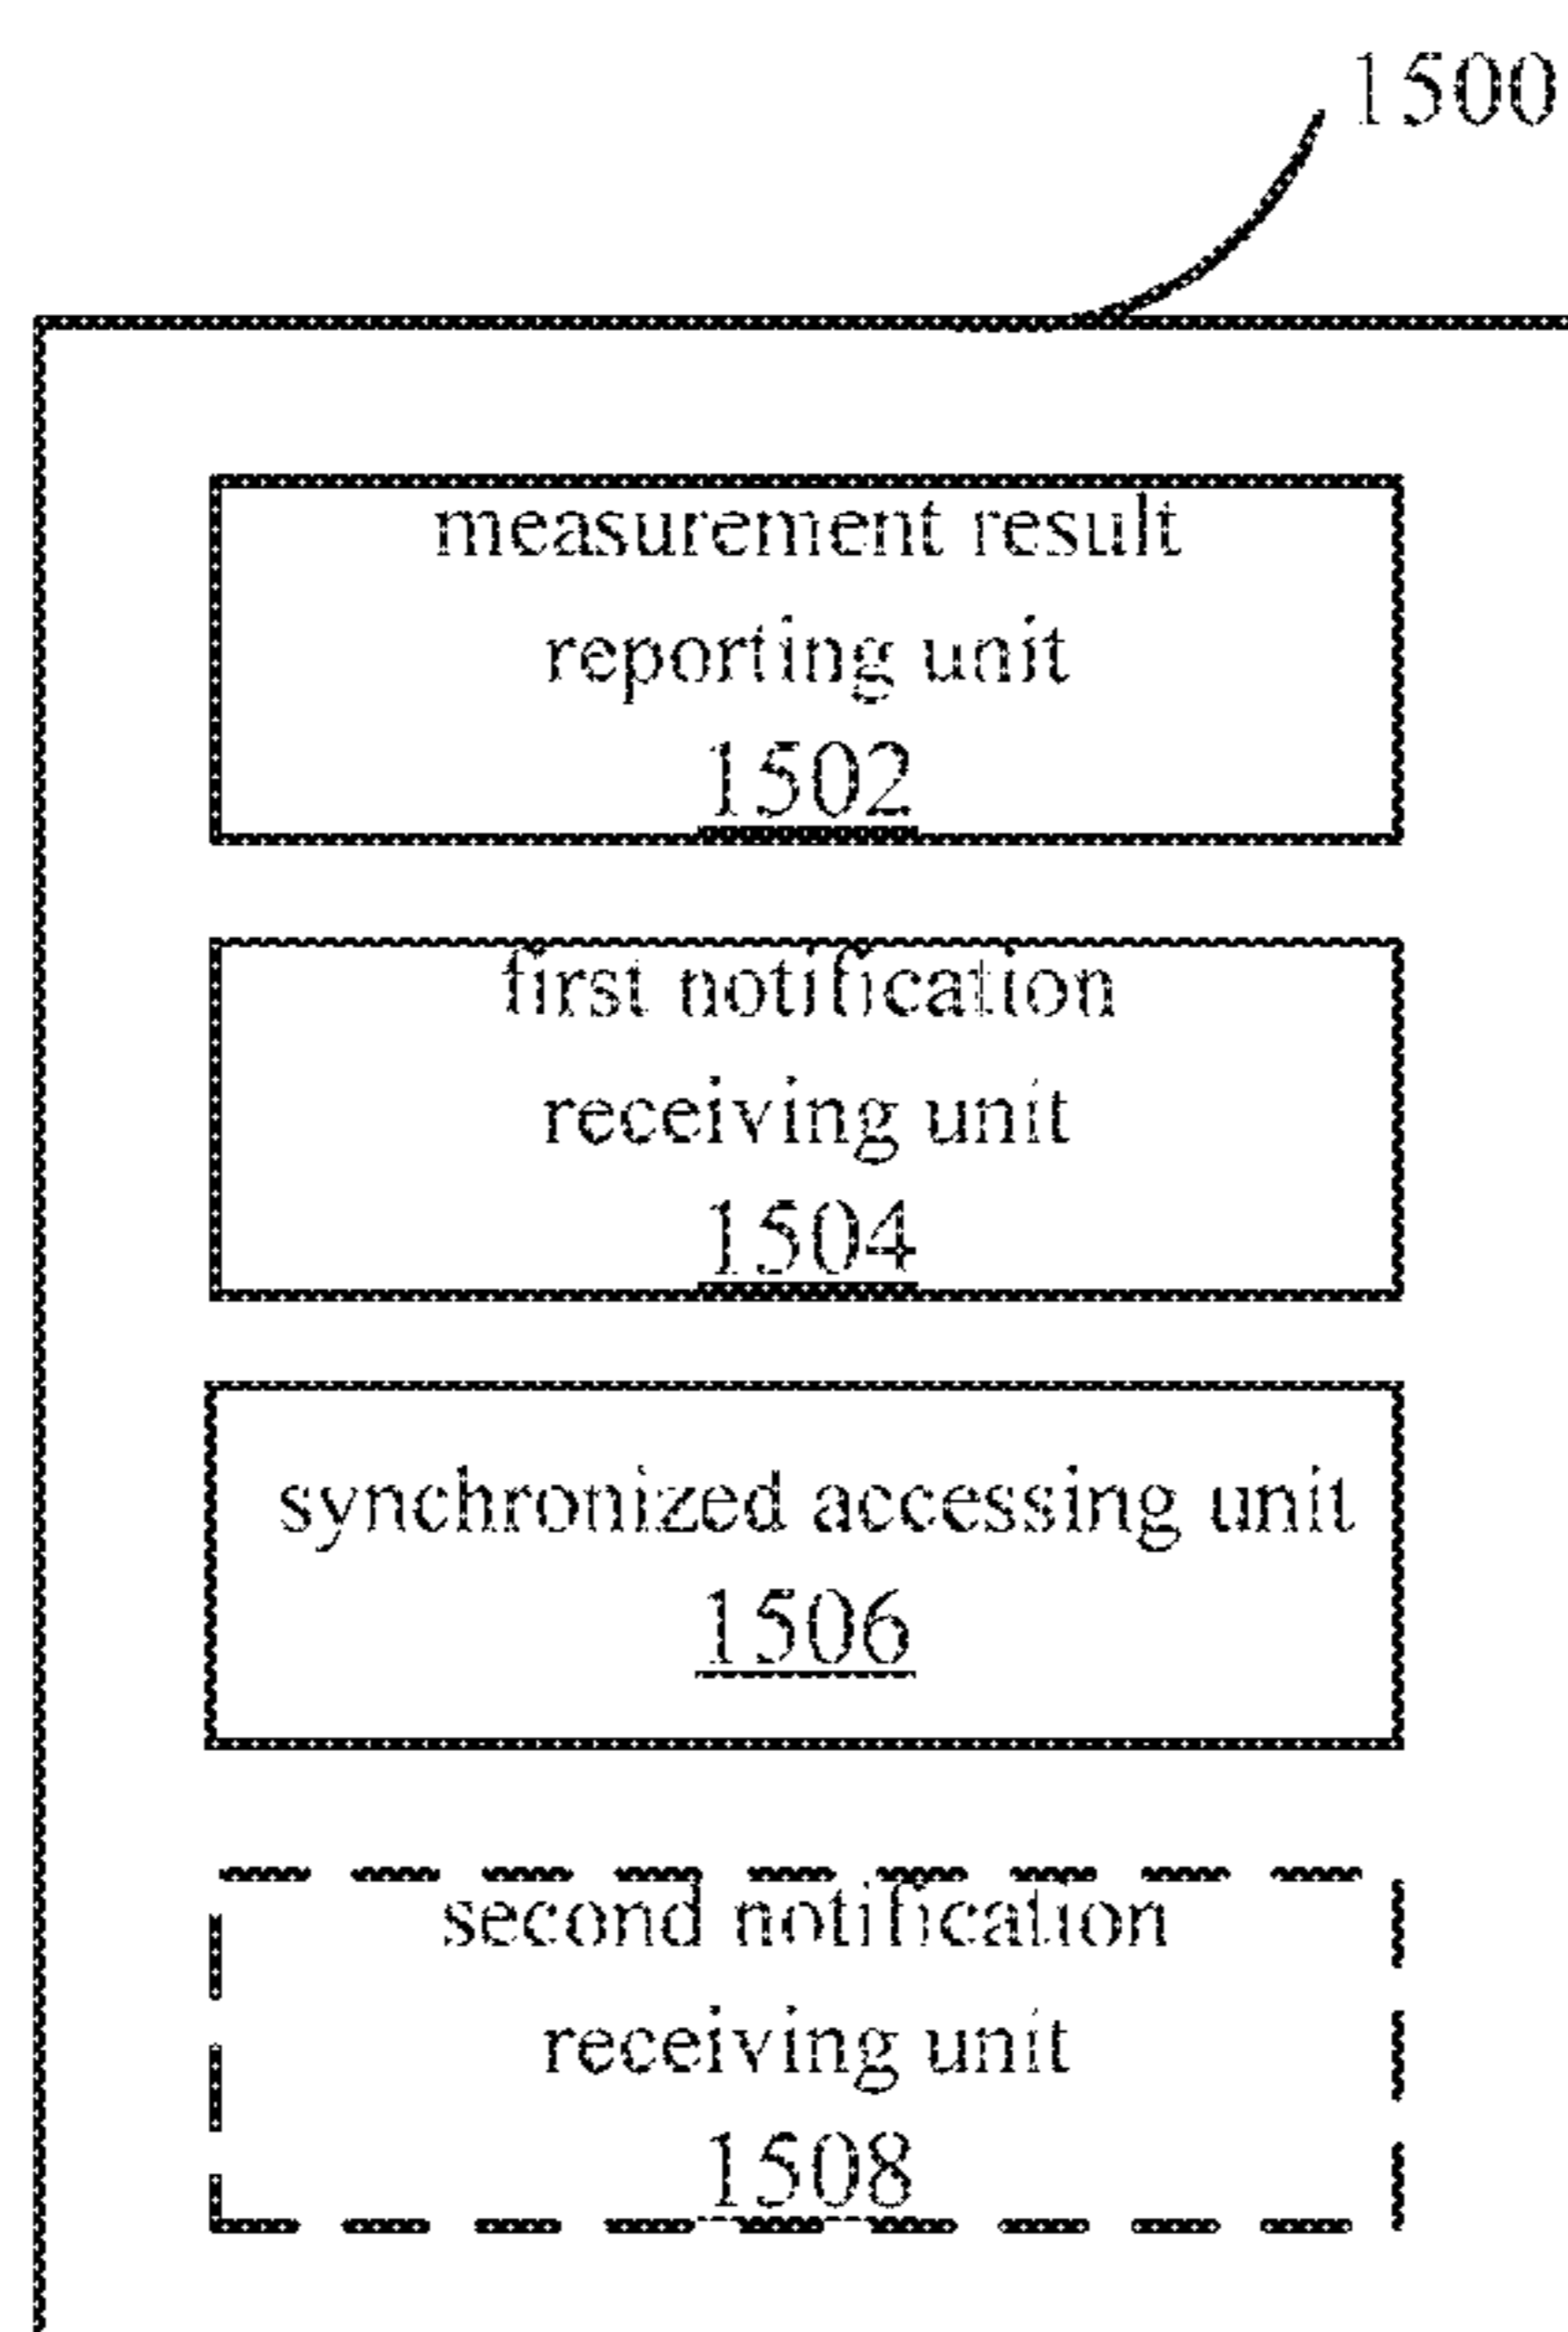 1500
measurement result
reporting unit
1502
first notification
receiving unit
1504
synchronized accessing unit
1506
second notification
receiving unit
1508